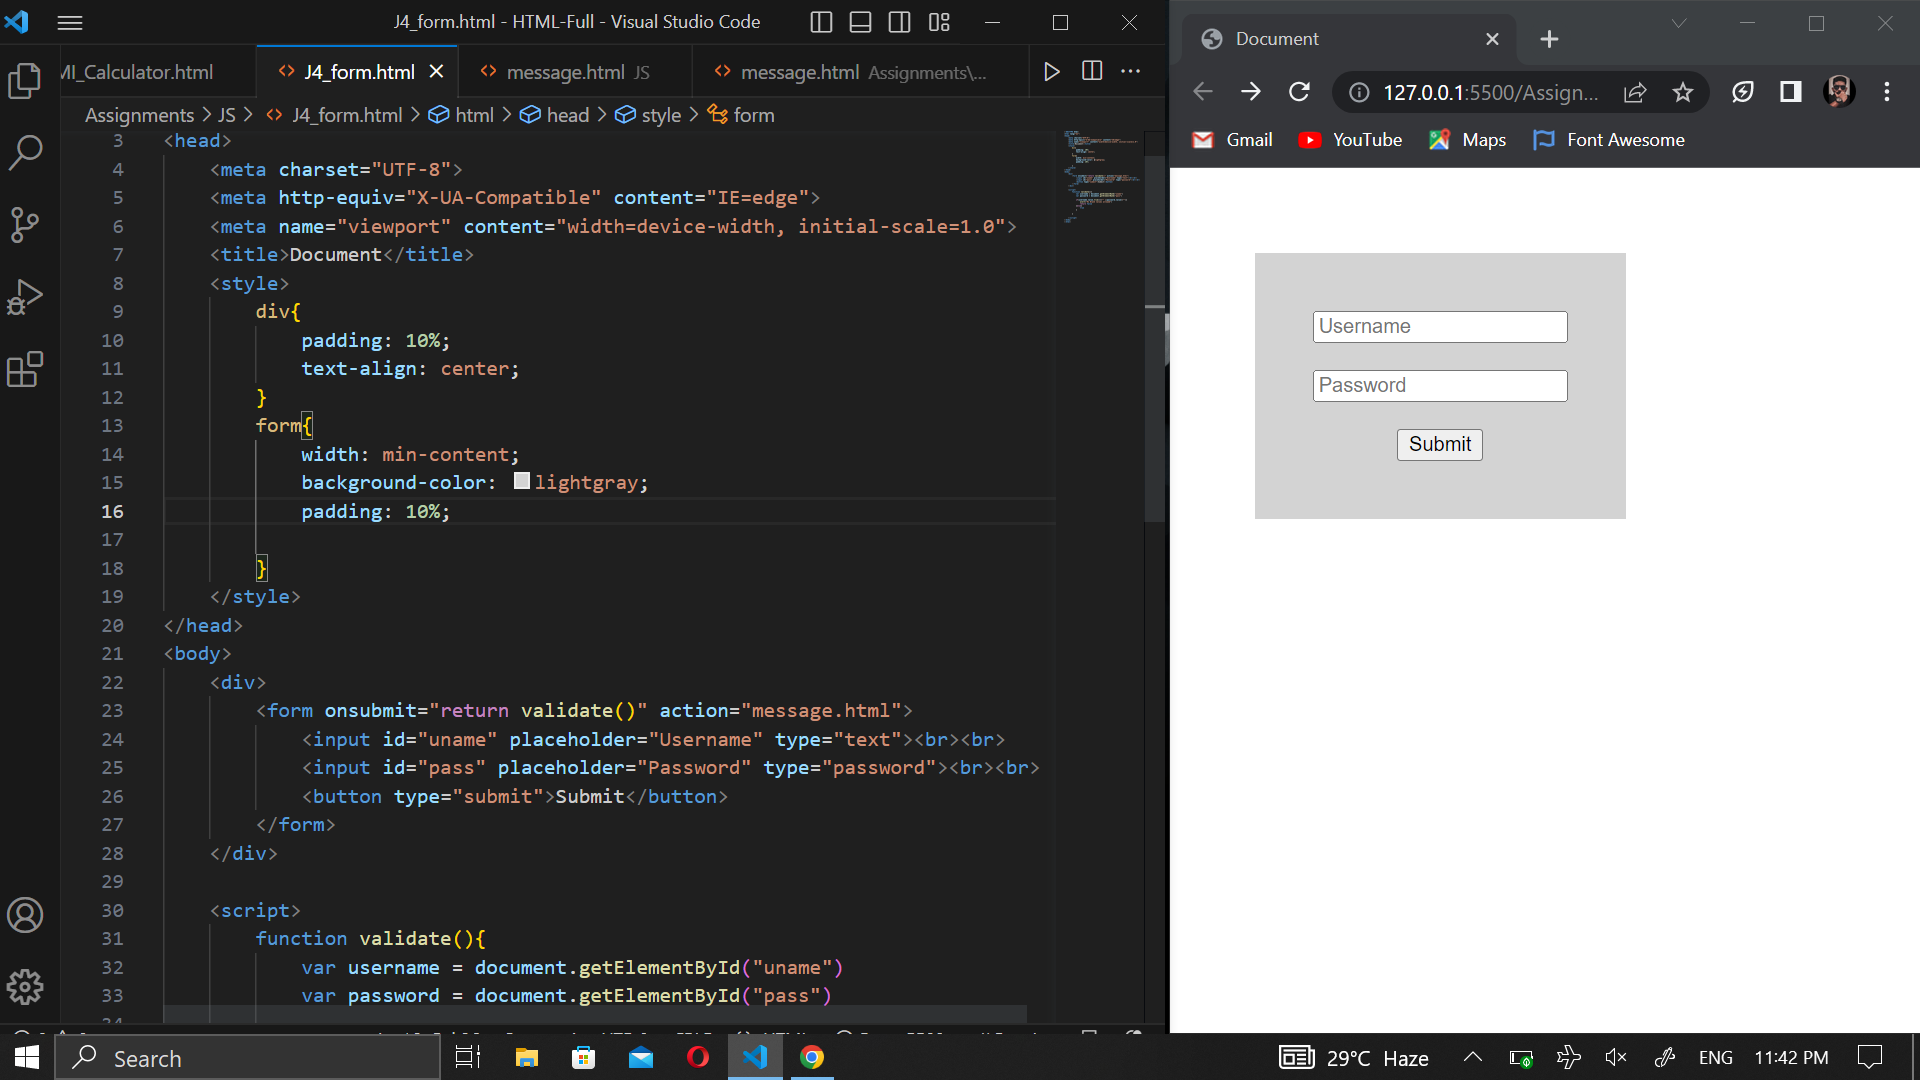 J4_form.html - HTML-Full - Visual Studio Code
MI_Calculator.html
J4_form.html
message.html JS
message.html Assignments\...
Assignments > JS > J4_form.html > html > head > style > form
3 <head>
4 <meta charset="UTF-8">
5 <meta http-equiv="X-UA-Compatible" content="IE=edge">
6 <meta name="viewport" content="width=device-width, initial-scale=1.0">
7 <title>Document</title>
8 <style>
9 div{
10 padding: 10%;
11 text-align: center;
12 }
13 form{
14 width: min-content;
15 background-color: lightgray;
16 padding: 10%;
17
18 }
19 </style>
20 </head>
21 <body>
22 <div>
23 <form onsubmit="return validate()" action="message.html">
24 <input id="uname" placeholder="Username" type="text"><br><br>
25 <input id="pass" placeholder="Password" type="password"><br><br>
26 <button type="submit">Submit</button>
27 </form>
28 </div>
29
30 <script>
31 function validate(){
32 var username = document.getElementById("uname")
33 var password = document.getElementById("pass")
Document
127.0.0.1:5500/Assign...
Gmail
YouTube
Maps
Font Awesome
Username
Password
Submit
Search
29°C Haze
ENG
11:42 PM